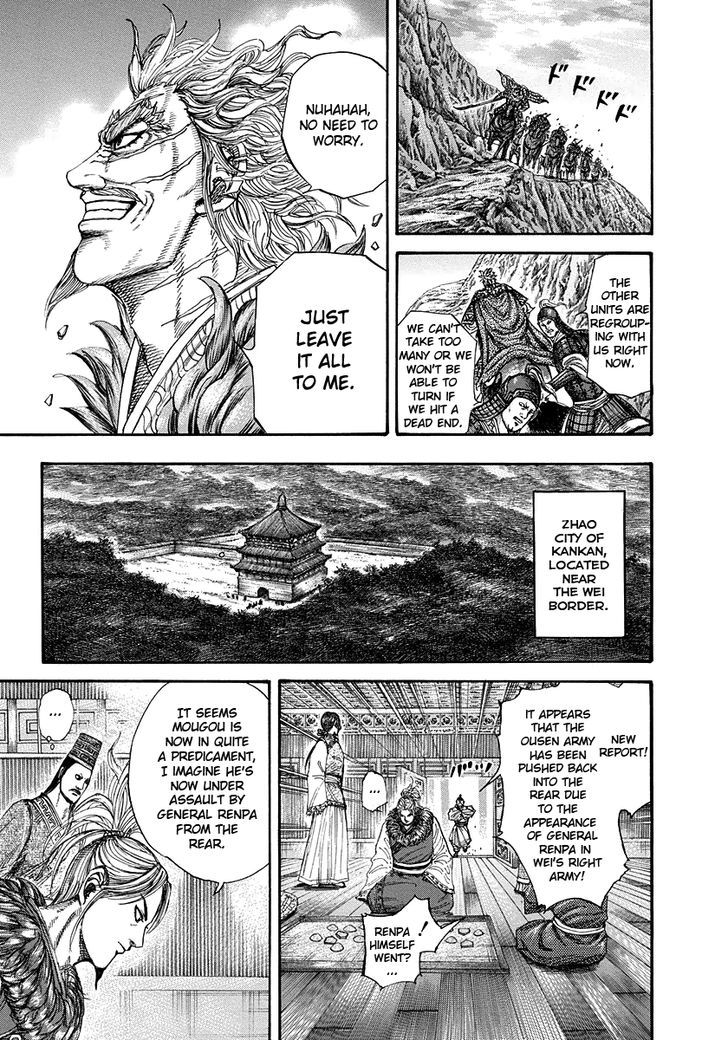 ドドドド
THE
OTHER
UNITS ARE
REGROUP-
ING WITH
US RIGHT
NOW.
WE CAN'T
TAKE TOO
MANY OR WE
WON'T BE
ABLE TO
TURN IF
WE HIT A
DEAD END.
NUHAHAH,
NO NEED TO
WORRY.
JUST
LEAVE
IT ALL
TO ME.
ZHAO
CITY OF
KANKAN,
LOCATED
NEAR
THE WEI
BORDER.
NEW
REPORT!
IT APPEARS
THAT THE
OUSEN ARMY
HAS BEEN
PUSHED BACK
INTO THE
REAR DUE
TO THE
APPEARANCE
OF GENERAL
RENPA IN
WEI'S RIGHT
ARMY!
...
!
RENPA
HIMSELF
WENT?
IT SEEMS
MOUGOU IS
NOW IN QUITE
A PREDICAMENT,
I IMAGINE HE'S
NOW UNDER
ASSAULT BY
GENERAL RENPA
FROM THE
REAR.
...